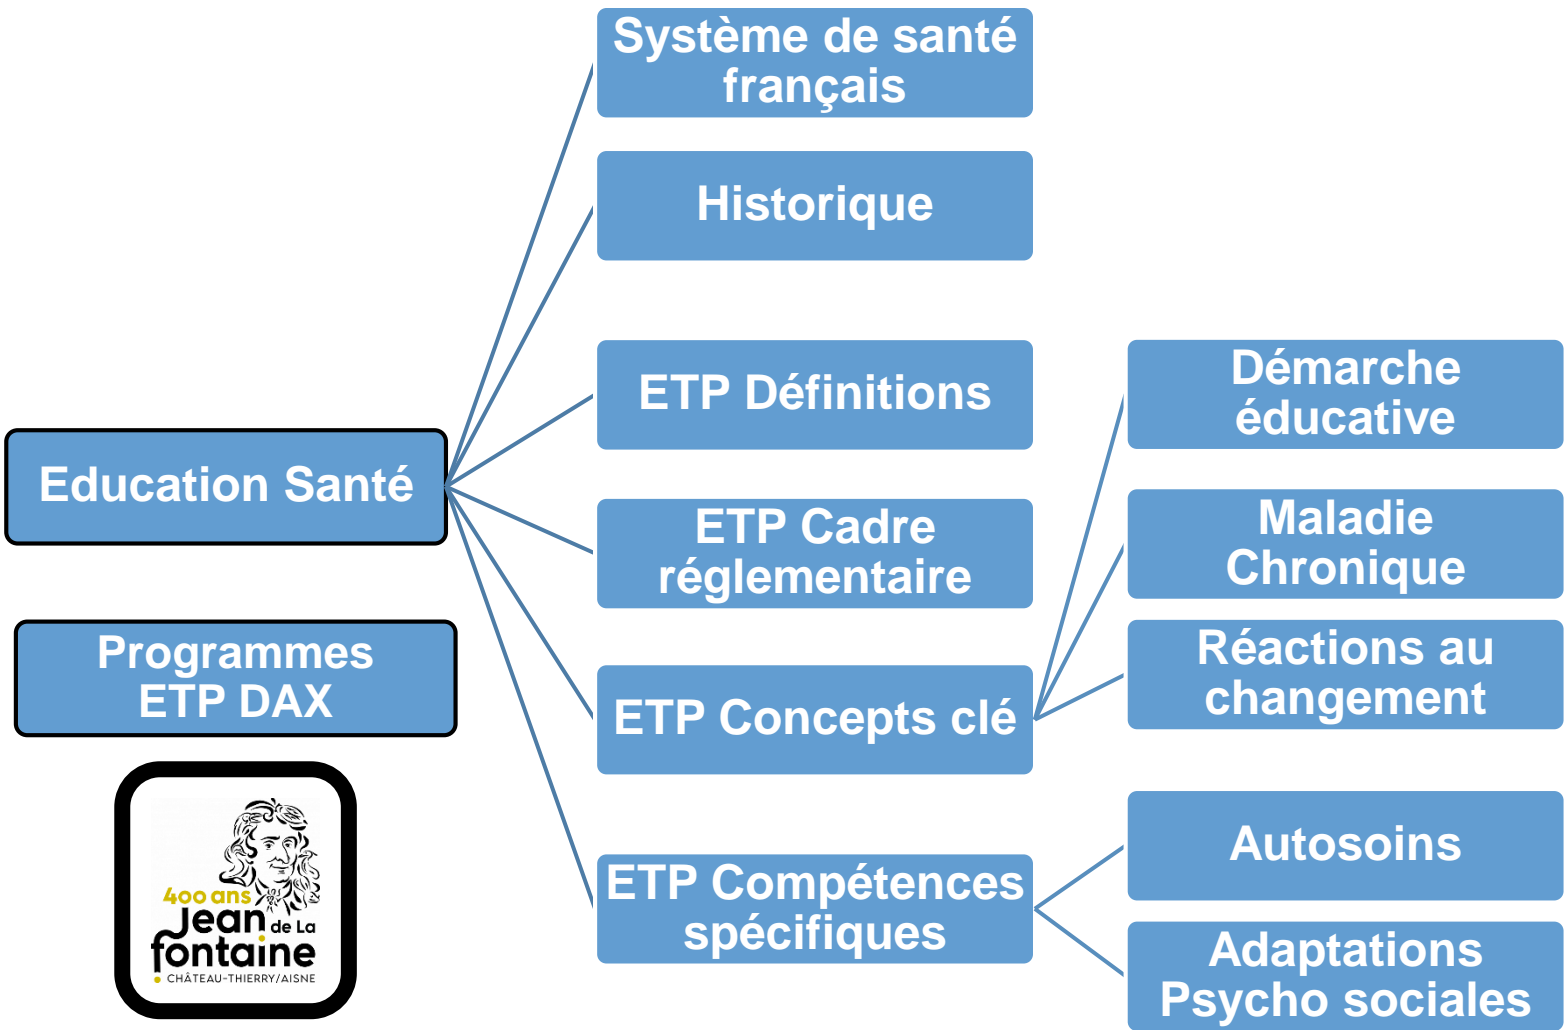 Système de santé
français
Historique
ETP Définitions
Démarche
éducative
Education Santé
ETP Cadre
réglementaire
Maladie
Chronique
Programmes
ETP DAX
ETP Concepts clé
Réactions au
changement
400 ans
Jean de La
fontaine
CHÂTEAU-THIERRY/AISNE
ETP Compétences
spécifiques
Autosoins
Adaptations
Psycho sociales